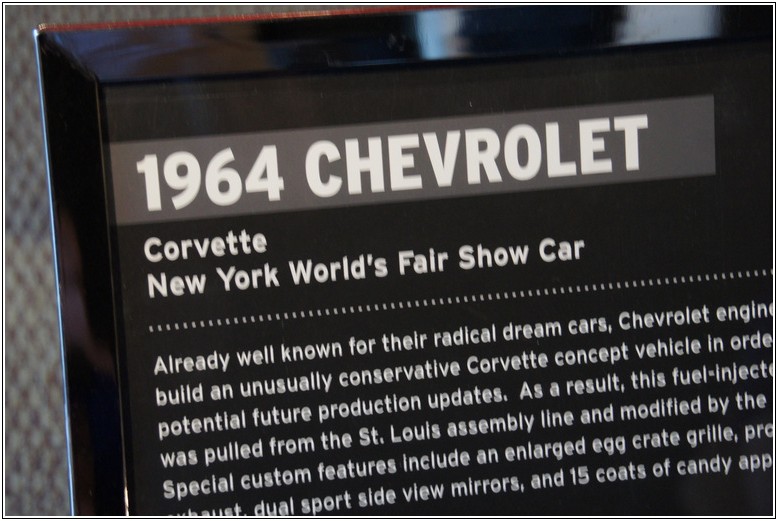 1964 CHEVROLET
Corvette
New York World's Fair Show Car
Already well known for their radical dream cars, Chevrolet engine
build an unusually conservative Corvette concept vehicle in orde
potential future production updates. As a result, this fuel-injecte
was pulled from the St. Louis assembly line and modified by the
Special custom features include an enlarged egg crate grille, pro
exhaust, dual sport side view mirrors, and 15 coats of candy app